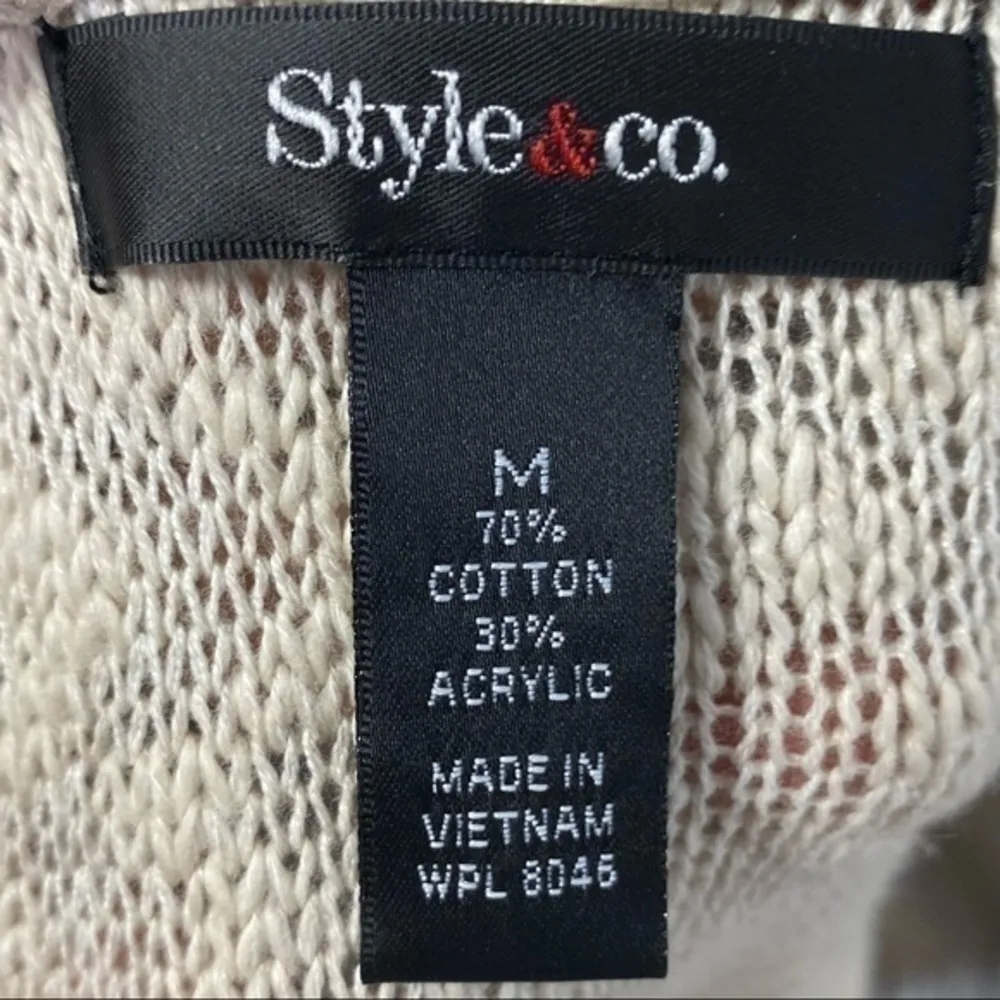 Style&co.
M
70%
COTTON
30%
ACRYLIC
MADE IN
VIETNAM
WPL 8046